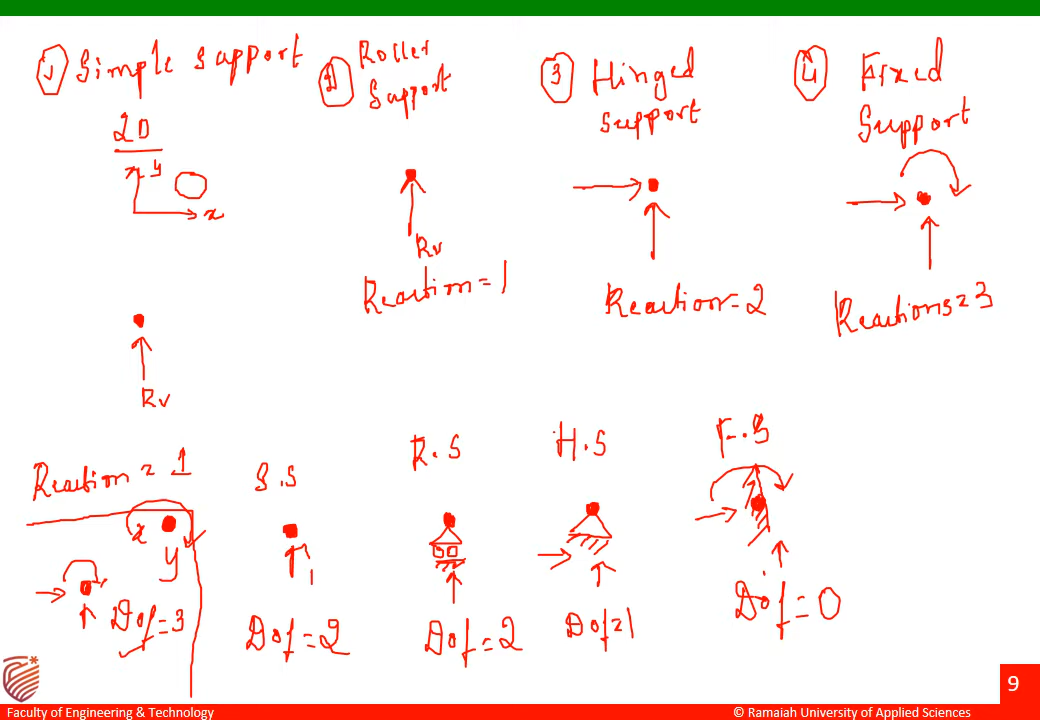 1 Simple support
2D
y
x
Rv
Reaction = 1
x
y
Dof = 3
2 Roller
Support
Rv
Reaction = 1
3 Hinged
support
Reaction = 2
4 Fixed
Support
Reactions = 3
S.S
1
Dof = 2
R.S
Dof = 2
H.S
Dof = 1
F.S
Dof = 0
9
Faculty of Engineering & Technology
© Ramaiah University of Applied Sciences